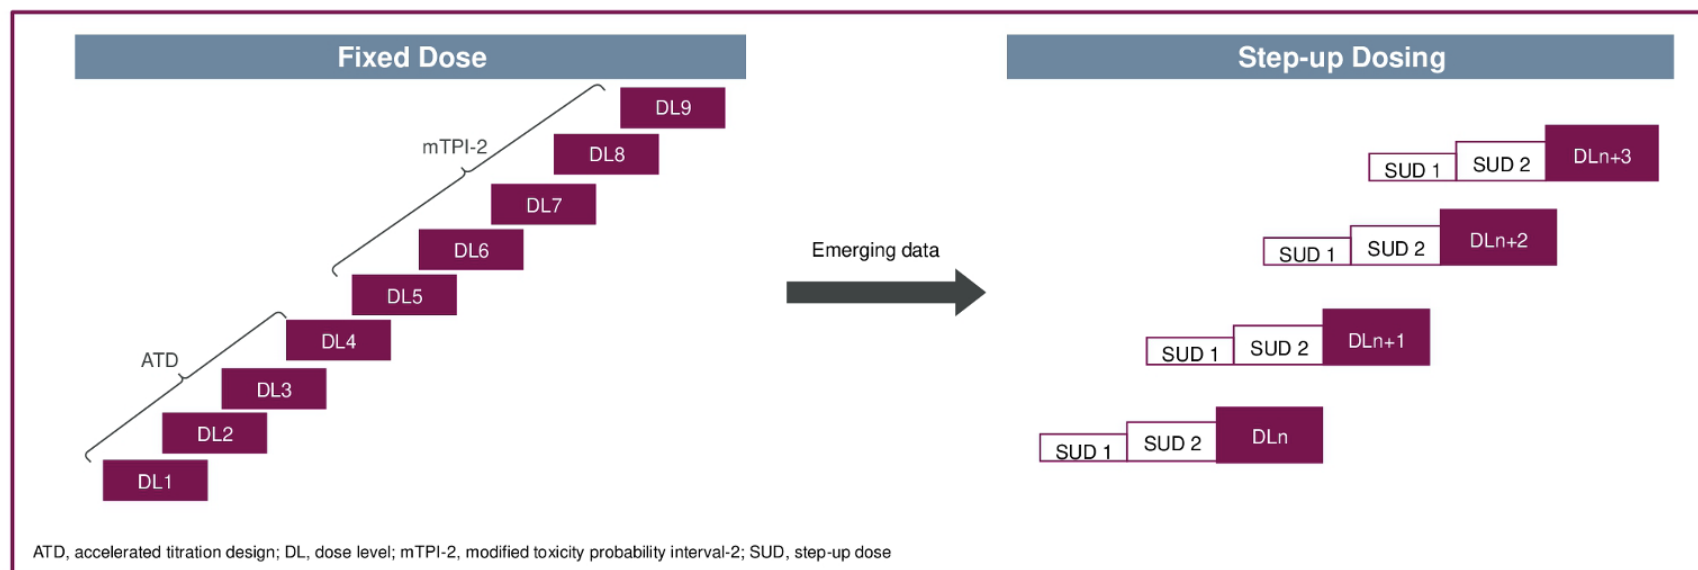 Fixed Dose
DL9
mTPI-2
DL8
DL7
DL6
DL5
DL4
ATD
DL3
DL2
DL1
Emerging data
Step-up Dosing
SUD 1 SUD 2 DLn+3
SUD 1 SUD 2 DLn+2
SUD 1 SUD 2 DLn+1
SUD 1 SUD 2 DLn
ATD, accelerated titration design; DL, dose level; mTPI-2, modified toxicity probability interval-2; SUD, step-up dose